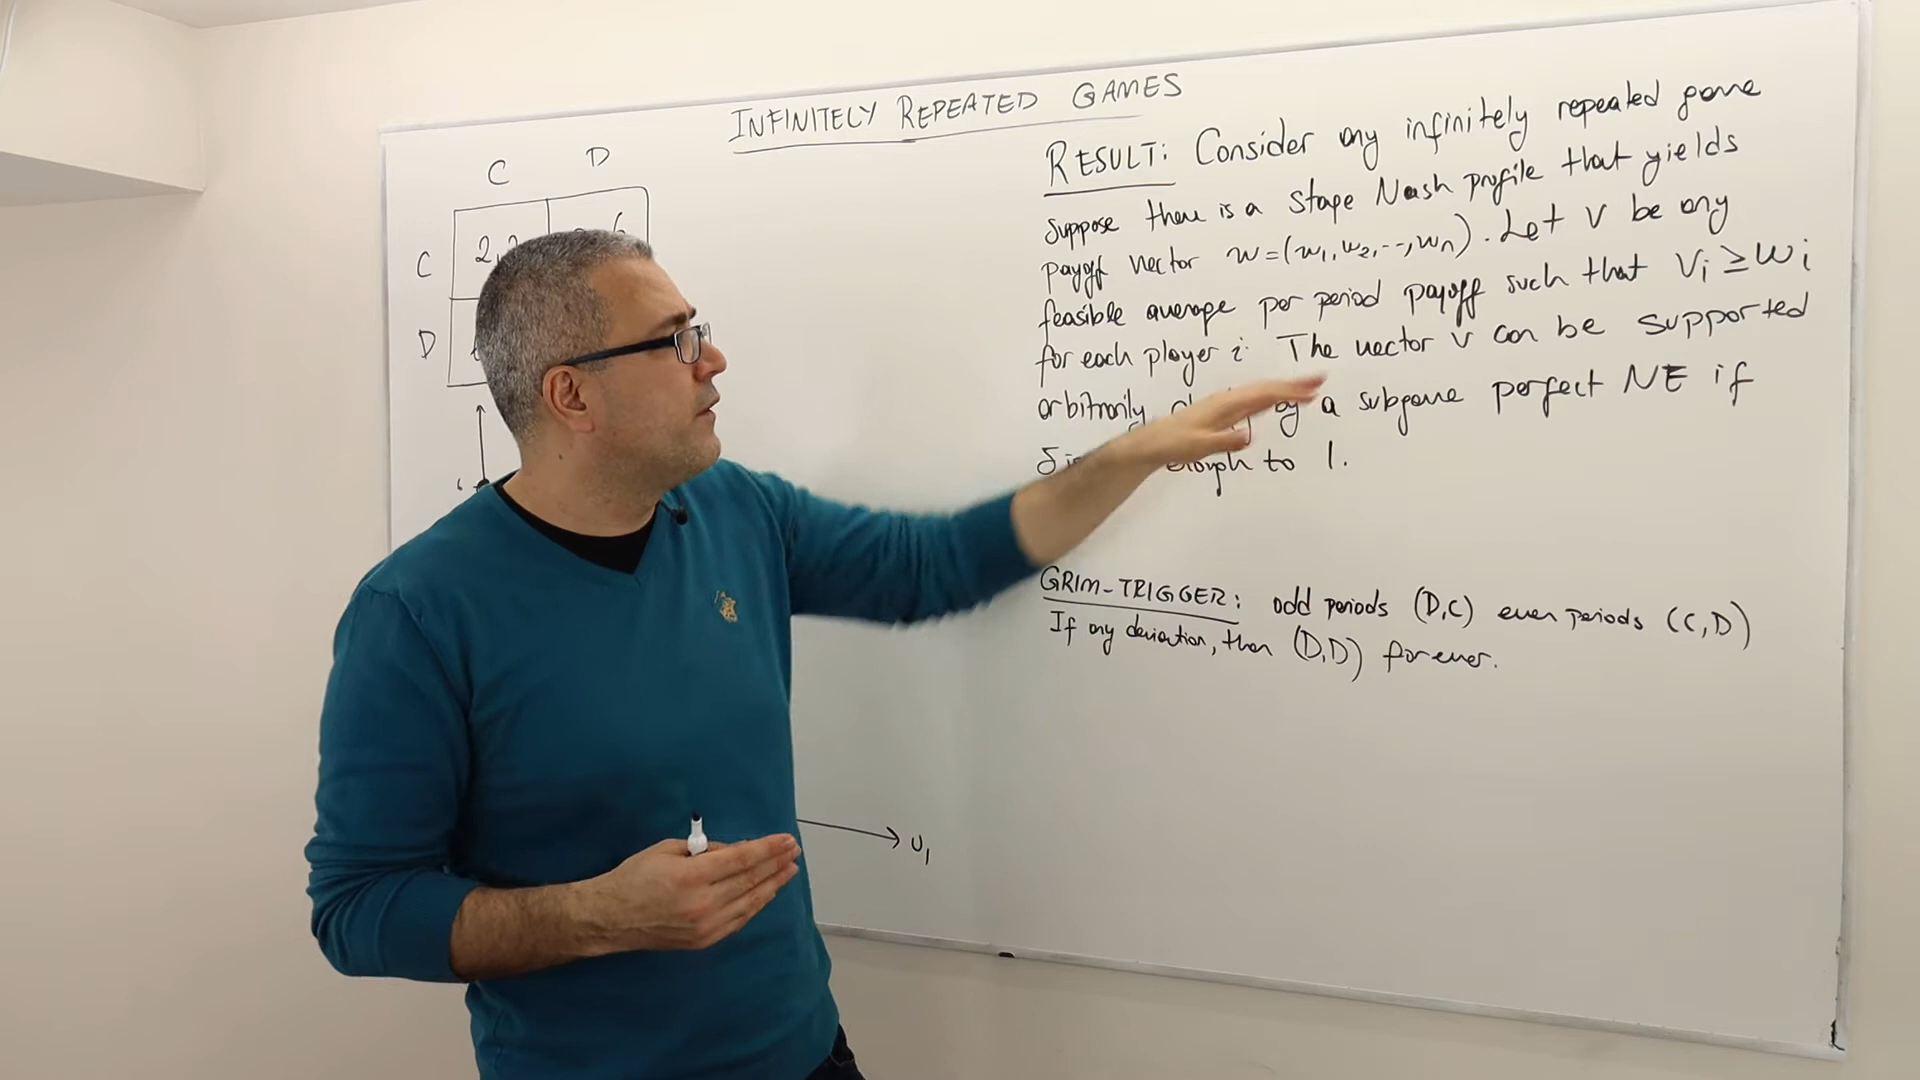 INFINITELY REPEATED GAMES
C D
C 2,2 6
D
U1
RESULT: Consider any infinitely repeated game
Suppose there is a stage Nash profile that yields
payoff vector w=(w1,w2,--,wn). Let v be any
feasible average per period payoff such that Vi≥wi
for each player i. The vector v can be supported
arbitrarily by a subgame perfect NE if
δ is enough to 1.
GRIM-TRIGGER: odd periods (D,C) even periods (C,D)
If any deviation, then (D,D) forever.